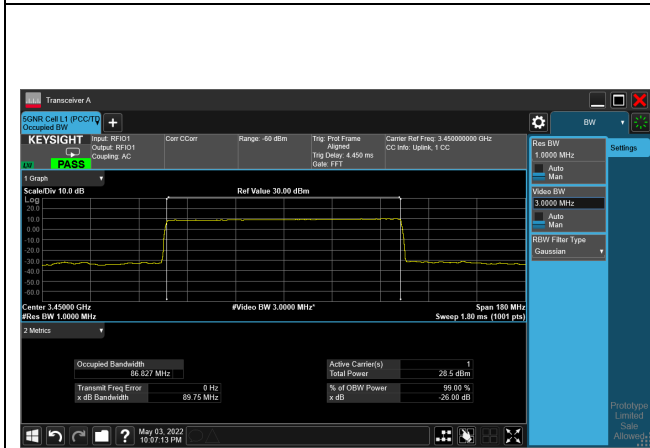 Transceiver A
5GNR Cell L1 (PCC/TD
Occupied BW
BW
KEYSIGHT
Input: RFIO1
Output: RFIO1
Coupling: AC
Corr CCorr
Range: -60 dBm
Trig: Prot Frame
Aligned
Trig Delay: 4.450 ms
Gate: FFT
Carrier Ref Freq: 3.450000000 GHz
CC Info: Uplink, 1 CC
PASS
Res BW
1.0000 MHz
Auto
Man
Video BW
3.0000 MHz
Auto
Man
RBW Filter Type
Gaussian
Settings
1 Graph
Scale/Div 10.0 dB
Ref Value 30.00 dBm
Log
20.0
10.0
0.00
-10.0
-20.0
-30.0
-40.0
-50.0
-60.0
Center 3.45000 GHz
#Video BW 3.0000 MHz*
Span 180 MHz
#Res BW 1.0000 MHz
Sweep 1.80 ms (1001 pts)
2 Metrics
Occupied Bandwidth
86.827 MHz
Active Carrier(s) 1
Total Power 28.5 dBm
Transmit Freq Error 0 Hz
x dB Bandwidth 89.75 MHz
% of OBW Power 99.00 %
x dB -26.00 dB
May 03, 2022
10:07:13 PM
Prototype
Limited
Sale
Allowed